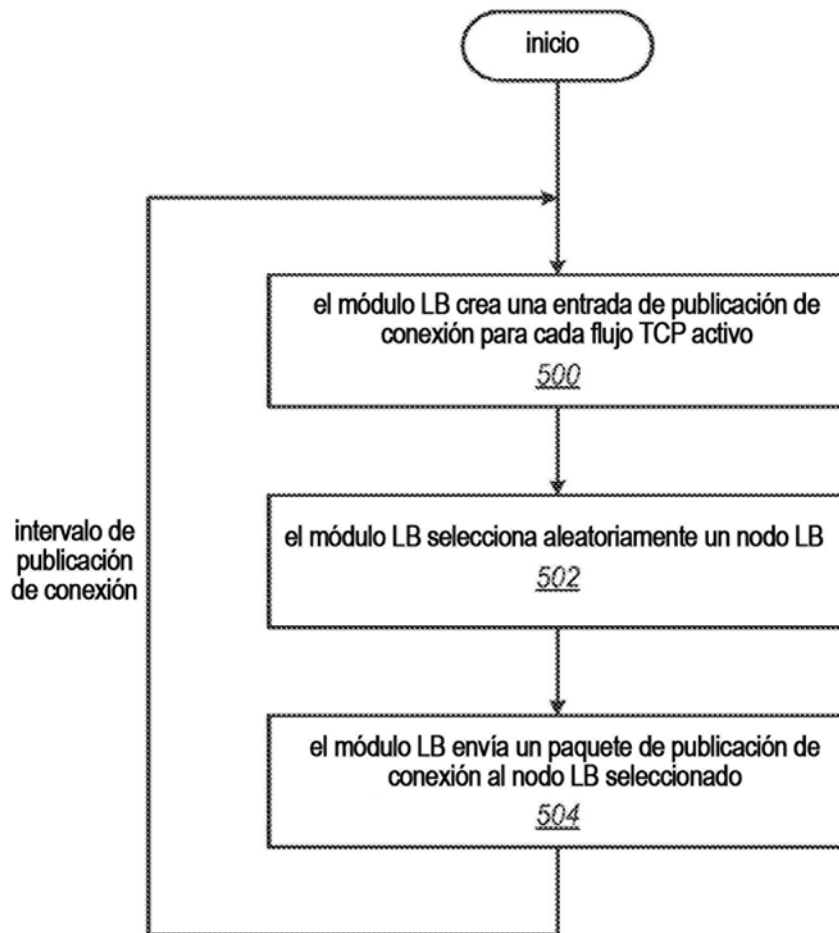 inicio
el módulo LB crea una entrada de publicación de
conexión para cada flujo TCP activo
500
el módulo LB selecciona aleatoriamente un nodo LB
502
intervalo de
publicación
de conexión
el módulo LB envía un paquete de publicación de
conexión al nodo LB seleccionado
504